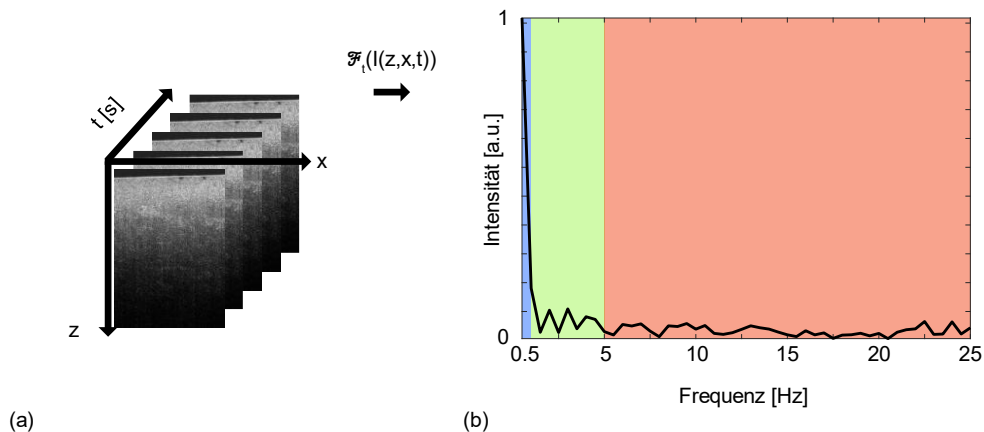 t [s]
x
z
ℱt(I(z,x,t))
(a)
1
0
Intensität [a.u.]
0.5
5
10
15
20
25
Frequenz [Hz]
(b)